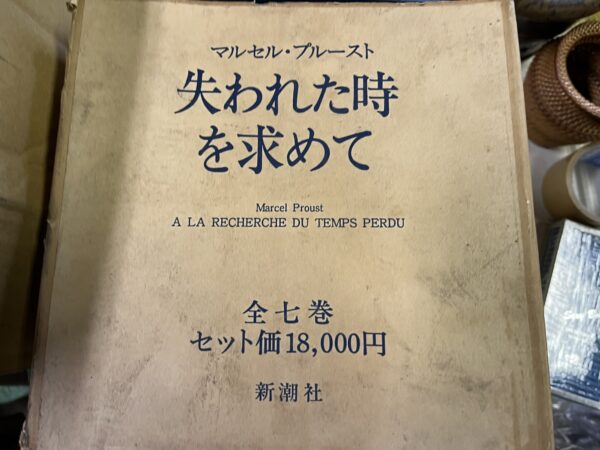 マルセル・プルースト
失われた時
を求めて
Marcel Proust
A LA RECHERCHE DU TEMPS PERDU
全七巻
セット価18,000円
新潮社